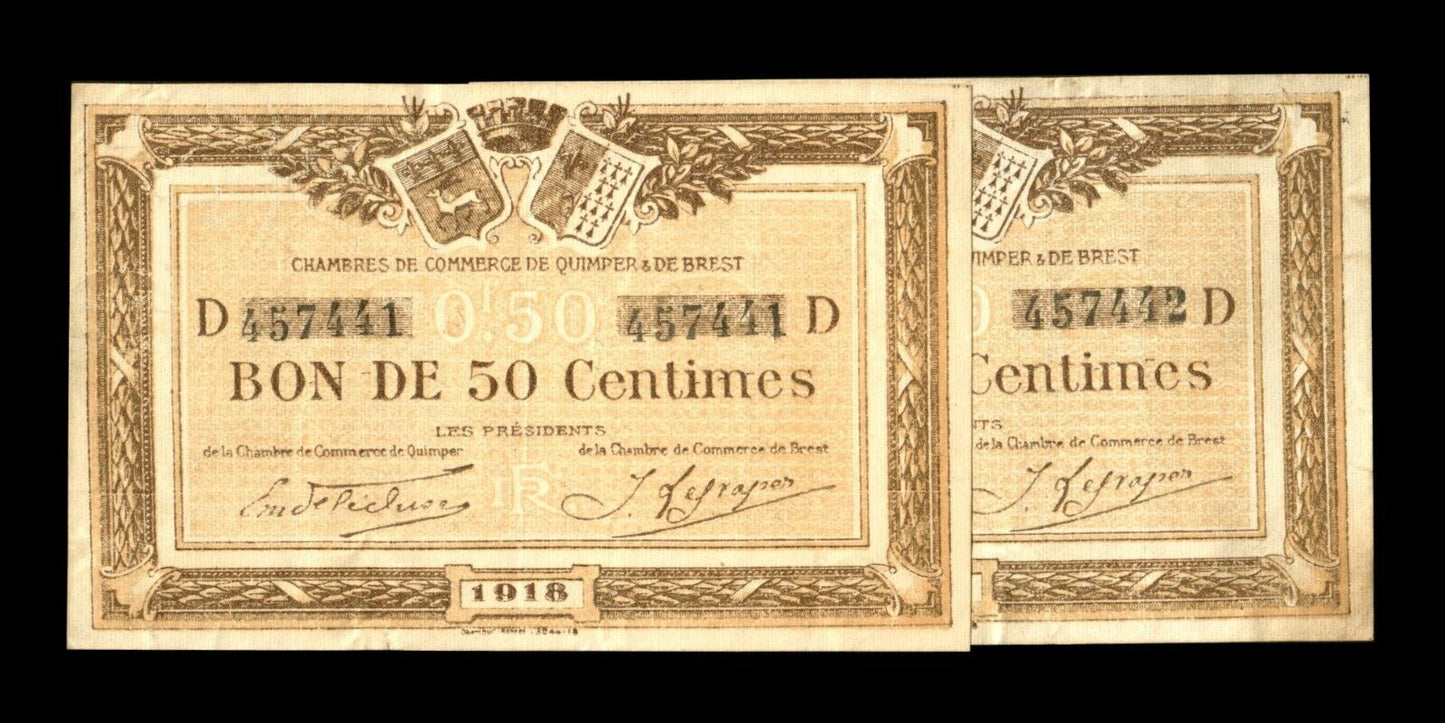 CHAMBRES DE COMMERCE DE QUIMPER & DE BREST
D 457441 0f.50 457441 D
BON DE 50 Centimes
LES PRÉSIDENTS
de la Chambre de Commerce de Quimper
de la Chambre de Commerce de Brest
RF
1918
& DE BREST
457442 D
Centimes
de la Chambre de Commerce de Brest